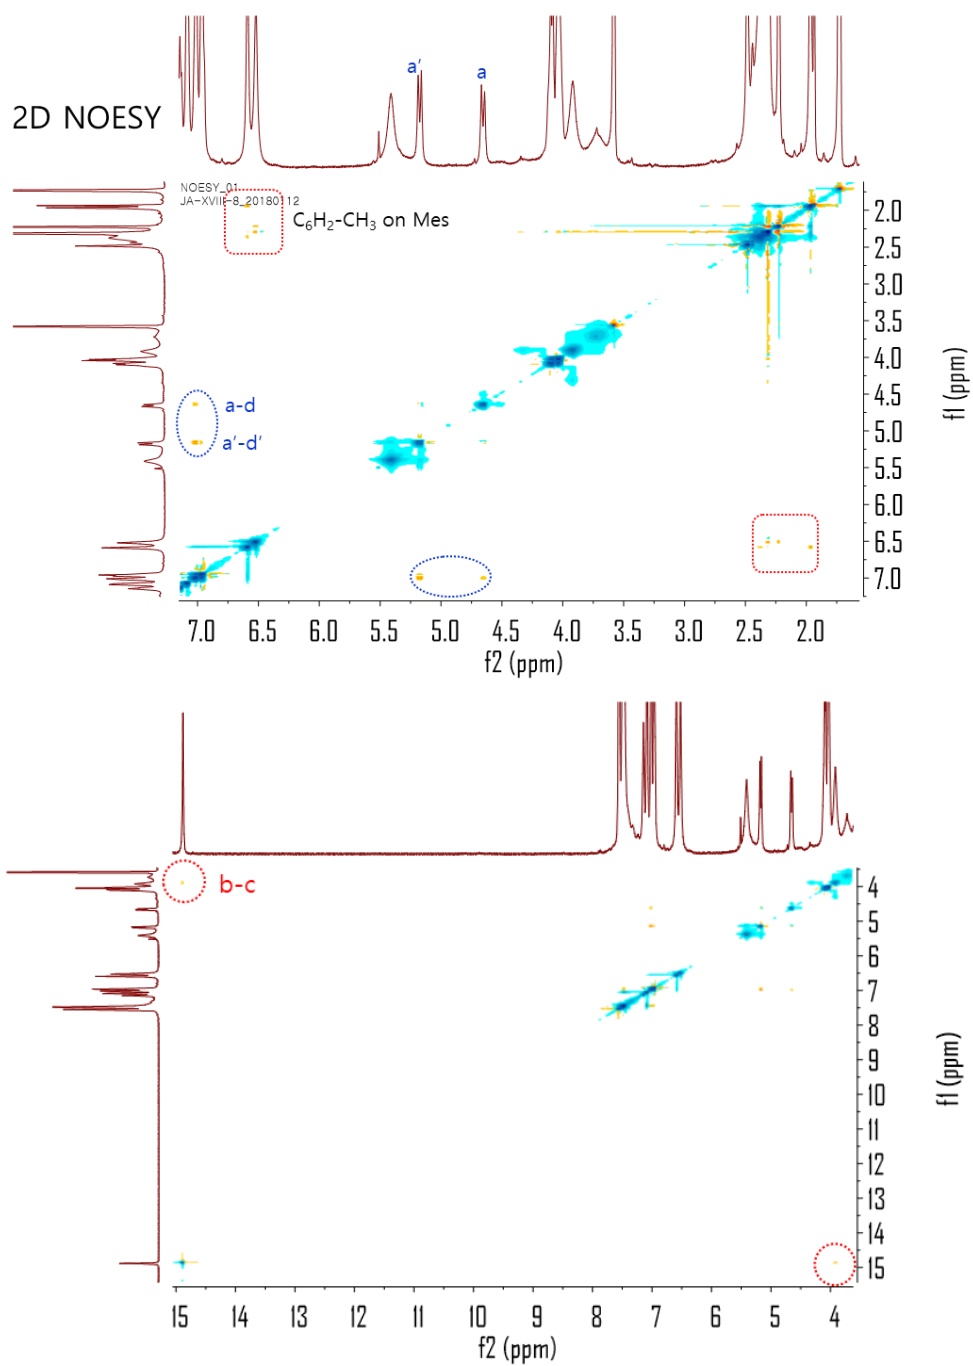 2D NOESY
a'
a
NOESY_01
JA-XVIII-8_20180112
C₆H₂-CH₃ on Mes
a-d
a'-d'
2.0
2.5
3.0
3.5
4.0
4.5
5.0
5.5
6.0
6.5
7.0
f1 (ppm)
7.0 6.5 6.0 5.5 5.0 4.5 4.0 3.5 3.0 2.5 2.0
f2 (ppm)
b-c
4
5
6
7
8
9
10
11
12
13
14
15
f1 (ppm)
15 14 13 12 11 10 9 8 7 6 5 4
f2 (ppm)